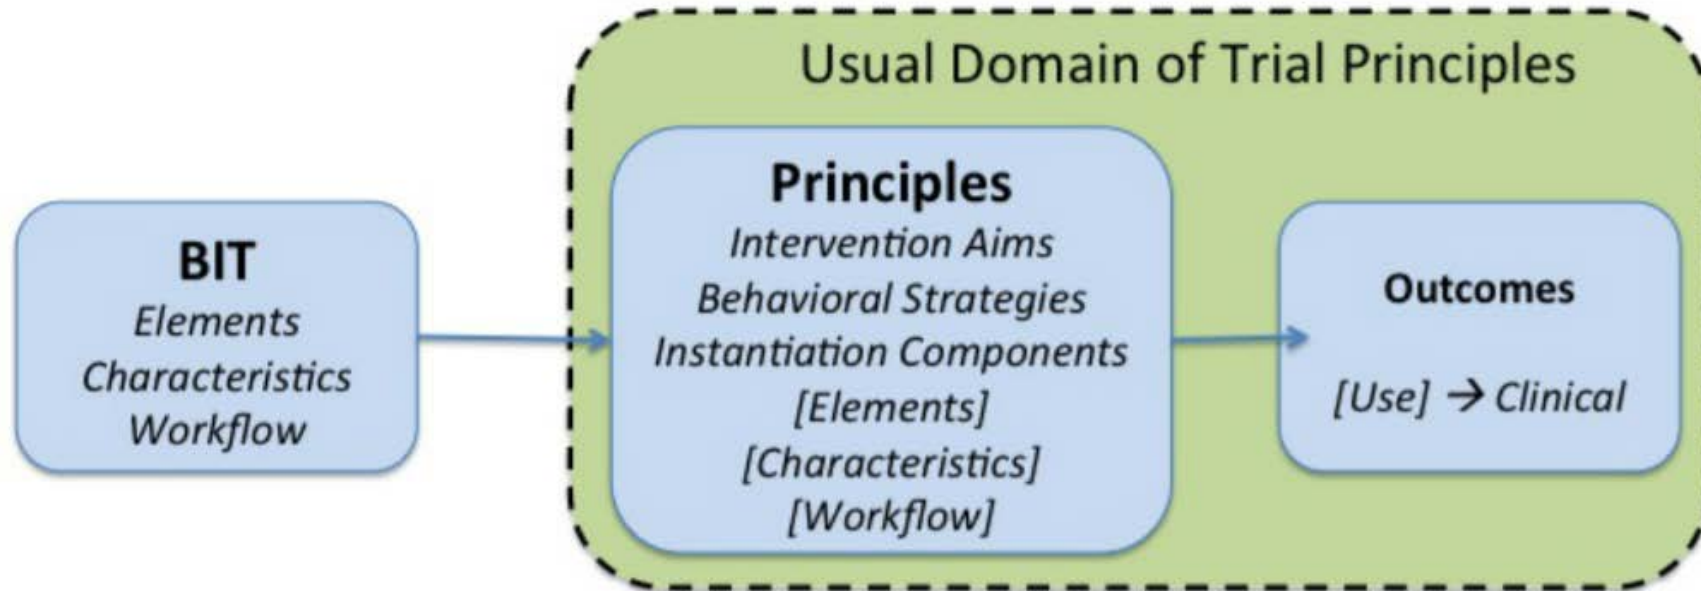 Usual Domain of Trial Principles
BIT
Elements
Characteristics
Workflow
Principles
Intervention Aims
Behavioral Strategies
Instantiation Components
[Elements]
[Characteristics]
[Workflow]
Outcomes
[Use] → Clinical